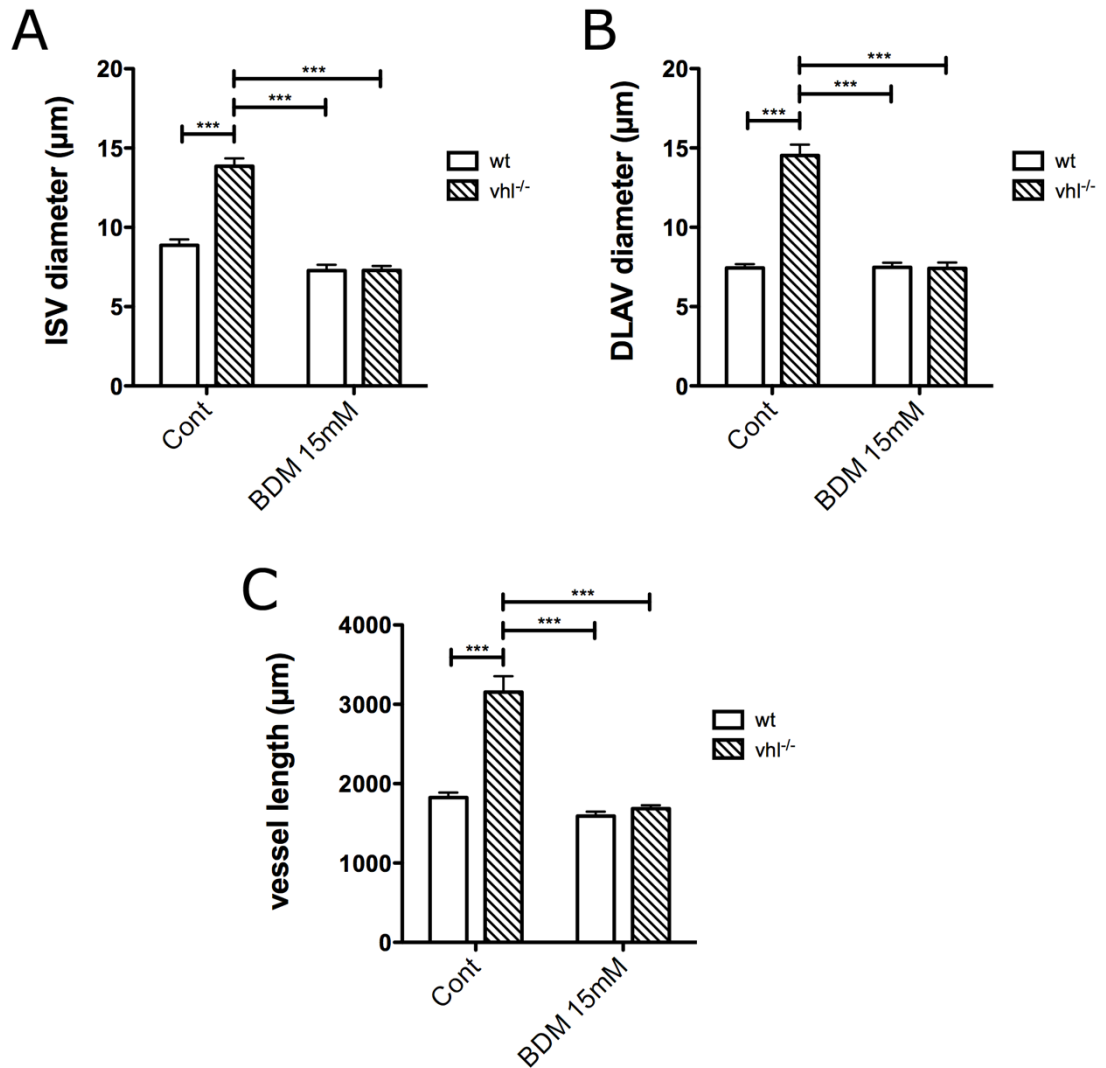 A
ISV diameter (µm)
20
15
10
5
0
***
***
***
Cont
BDM 15mM
wt
vhl-/-
B
DLAV diameter (µm)
20
15
10
5
0
***
***
***
Cont
BDM 15mM
wt
vhl-/-
C
vessel length (µm)
4000
3000
2000
1000
0
***
***
***
Cont
BDM 15mM
wt
vhl-/-